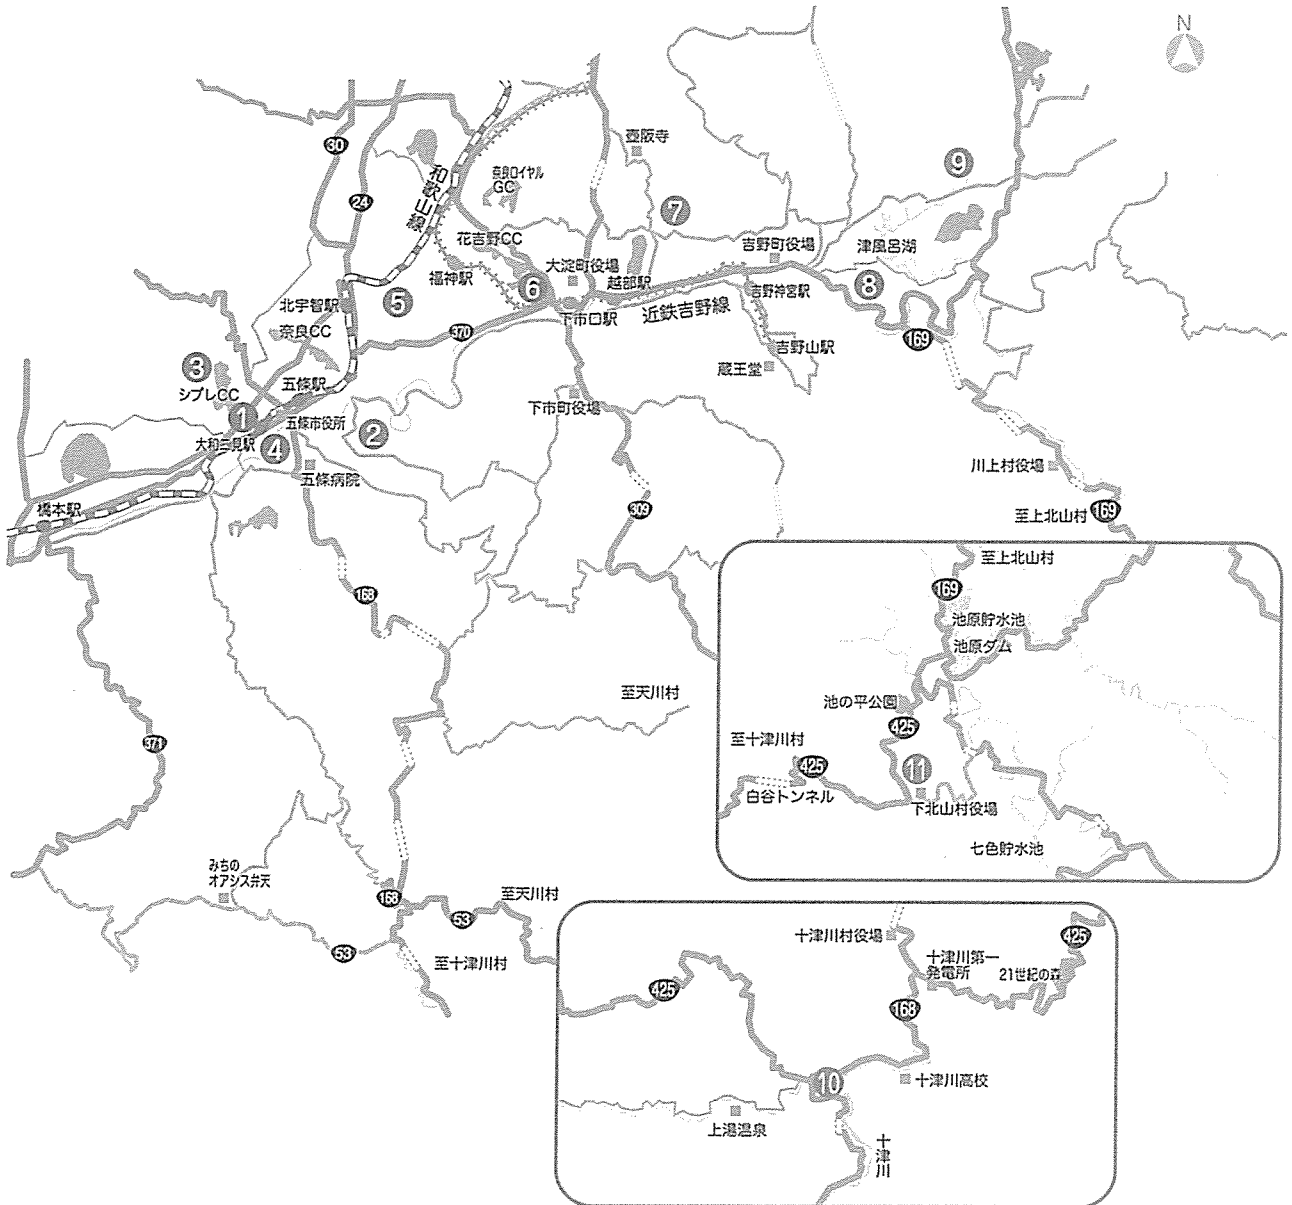 N
30
24
和歌山線
奈良ロイヤル
GC
壺阪寺
7
9
花吉野CC
福神駅
大淀町役場
越部駅
吉野町役場
津風呂湖
北宇智駅
5
6
下市口駅
近鉄吉野線
吉野神宮駅
8
奈良CC
370
169
3
シプレCC
五條駅
吉野山駅
蔵王堂
1
大和二見駅
五條市役所
4
2
下市町役場
五條病院
川上村役場
橋本駅
309
至上北山村
169
168
至上北山村
169
池原貯水池
池原ダム
至天川村
池の平公園
425
至十津川村
425
11
白谷トンネル
下北山村役場
七色貯水池
371
みちの
オアシス弁天
168
53
至天川村
53
至十津川村
十津川村役場
425
十津川第一
発電所
21世紀の森
425
168
10
十津川高校
上湯温泉
十津川